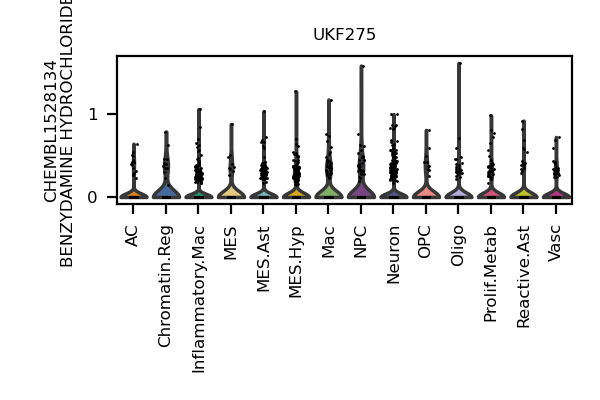 UKF275
CHEMBL1528134
BENZYDAMINE HYDROCHLORIDE
1
0
AC
Chromatin.Reg
Inflammatory.Mac
MES
MES.Ast
MES.Hyp
Mac
NPC
Neuron
OPC
Oligo
Prolif.Metab
Reactive.Ast
Vasc